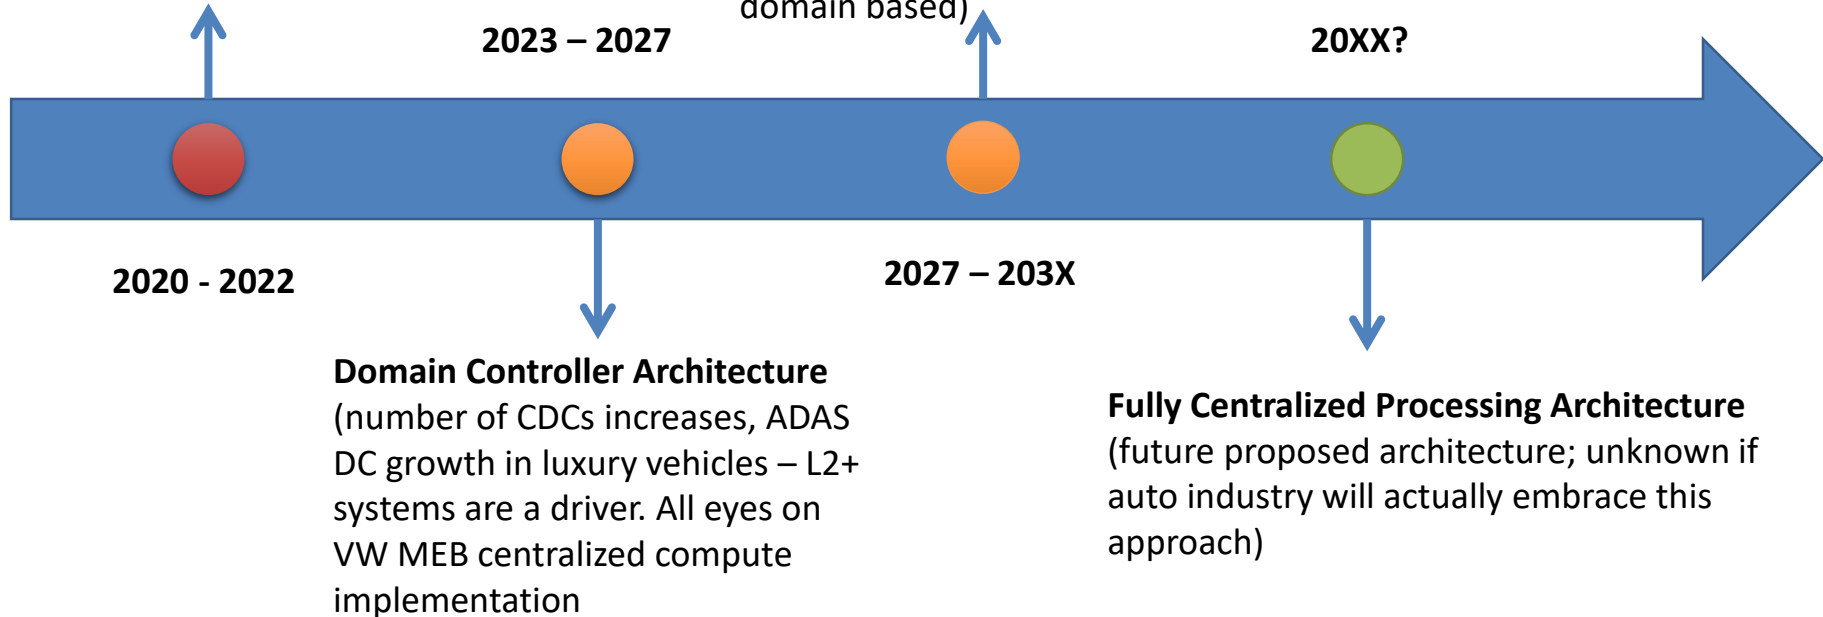 domain based)
2023 – 2027
20XX?
2020 - 2022
2027 – 203X
Domain Controller Architecture
(number of CDCs increases, ADAS
DC growth in luxury vehicles – L2+
systems are a driver. All eyes on
VW MEB centralized compute
implementation
Fully Centralized Processing Architecture
(future proposed architecture; unknown if
auto industry will actually embrace this
approach)